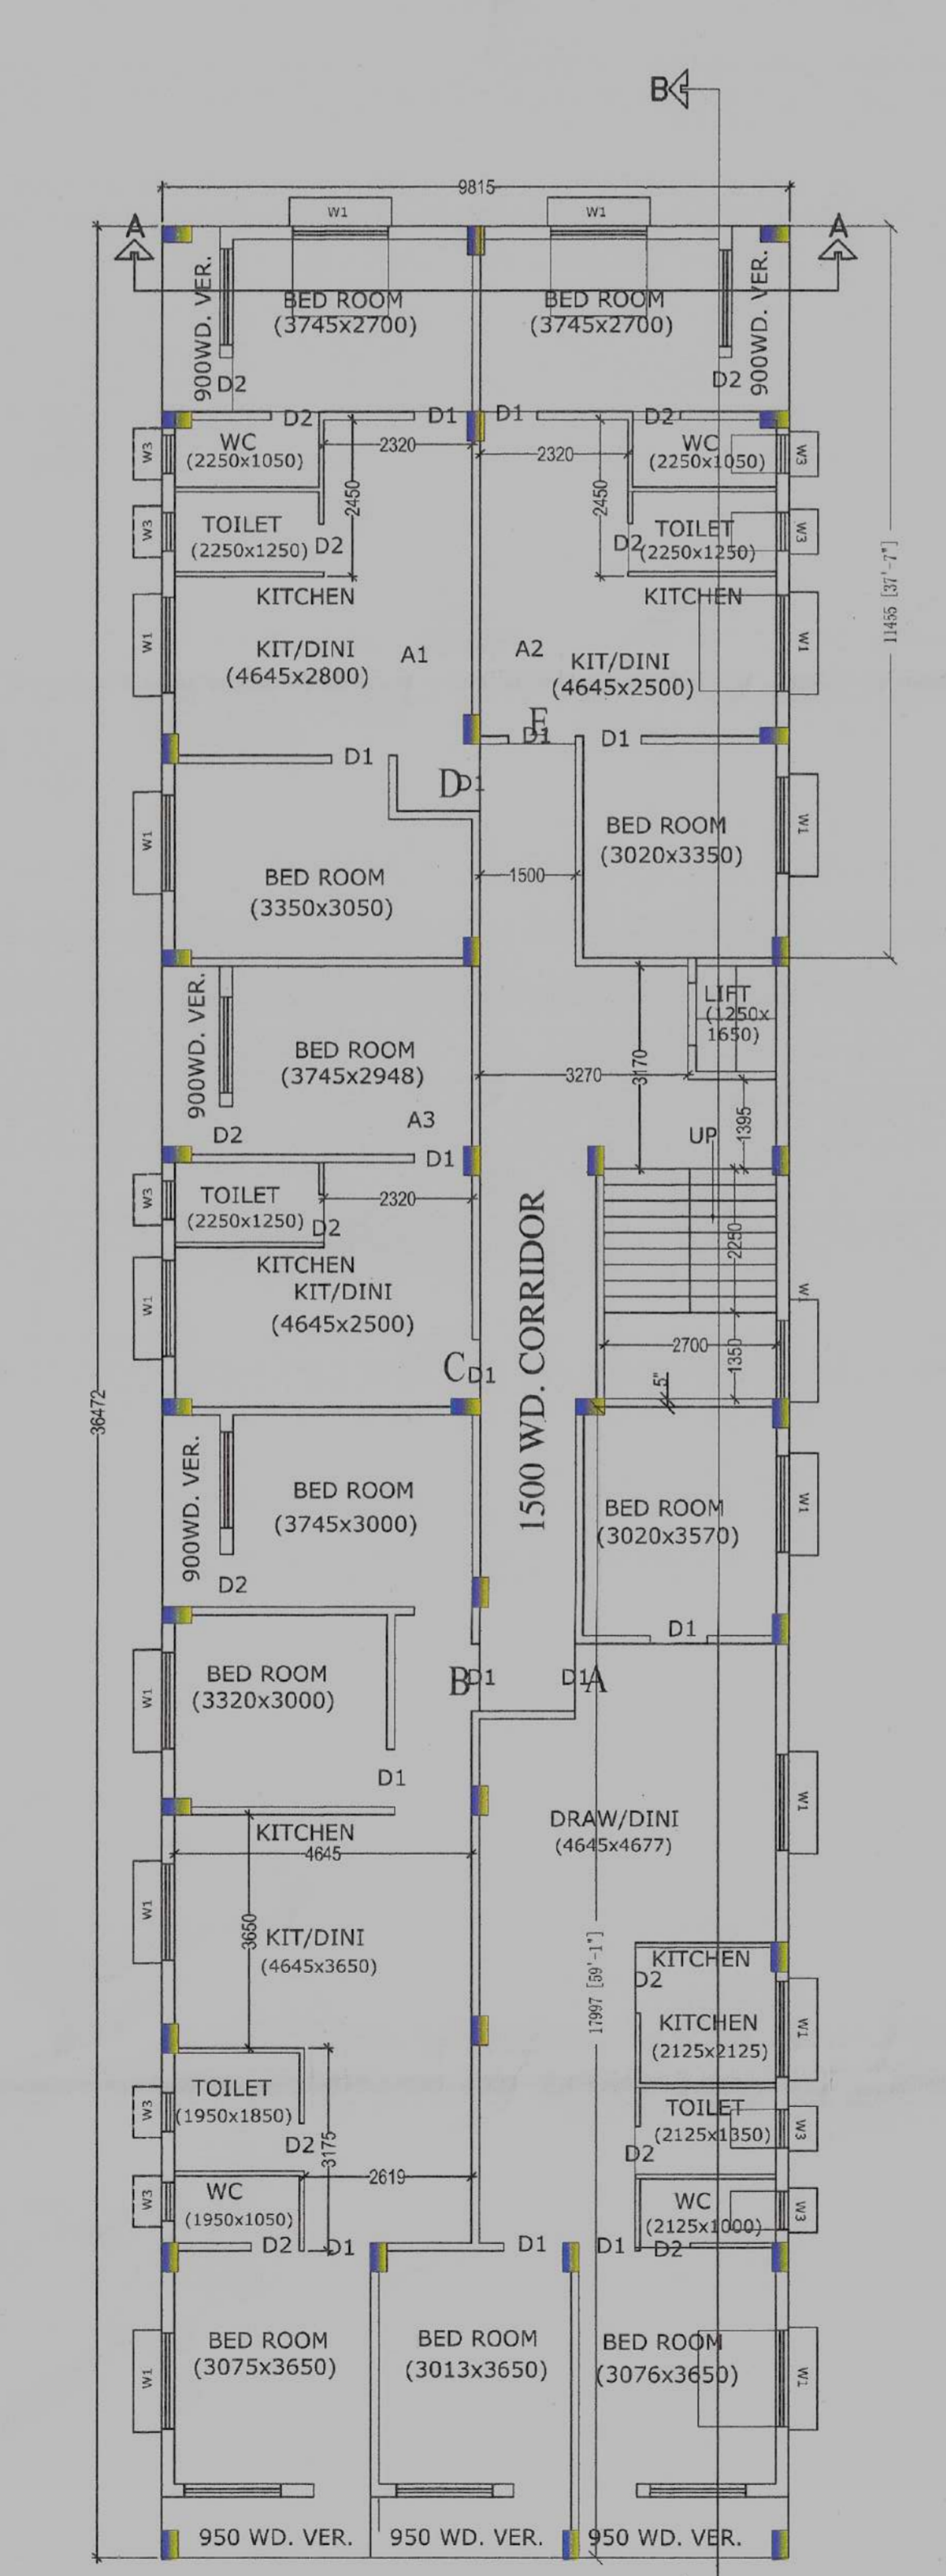 B
9815
A
W1
W1
A
900WD. VER.
BED ROOM
(3745x2700)
BED ROOM
(3745x2700)
900WD. VER.
D2
D2
D2
D1
D1
D2
W3
WC
(2250x1050)
2320
2320
WC
(2250x1050)
W3
2450
2450
W3
TOILET
(2250x1250)
D2
D2
TOILET
(2250x1250)
W3
11455 [37'-7"]
KITCHEN
KITCHEN
W1
KIT/DINI
(4645x2800)
A1
A2
KIT/DINI
(4645x2500)
W1
E
D1
D1
D1
D
D1
W1
BED ROOM
(3350x3050)
1500
BED ROOM
(3020x3350)
W1
900WD. VER.
BED ROOM
(3745x2948)
LIFT
(1250x
1650)
3270
3170
1395
A3
UP
D2
D1
W3
TOILET
(2250x1250)
D2
2320
KITCHEN
KIT/DINI
(4645x2500)
W1
1500 WD. CORRIDOR
2250
W1
2700
1350
5"
C
D1
36472
900WD. VER.
BED ROOM
(3745x3000)
BED ROOM
(3020x3570)
W1
D2
D1
W1
BED ROOM
(3320x3000)
B
D1
D1
A
D1
KITCHEN
4645
DRAW/DINI
(4645x4677)
W1
W1
3650
KIT/DINI
(4645x3650)
17997 [59'-1"]
KITCHEN
D2
KITCHEN
(2125x2125)
W1
W3
TOILET
(1950x1850)
D2
3175
TOILET
(2125x1350)
D2
W3
2619
W3
WC
(1950x1050)
WC
(2125x1000)
W3
D2
D1
D1
D1
D2
W1
BED ROOM
(3075x3650)
BED ROOM
(3013x3650)
BED ROOM
(3076x3650)
W1
950 WD. VER.
950 WD. VER.
950 WD. VER.